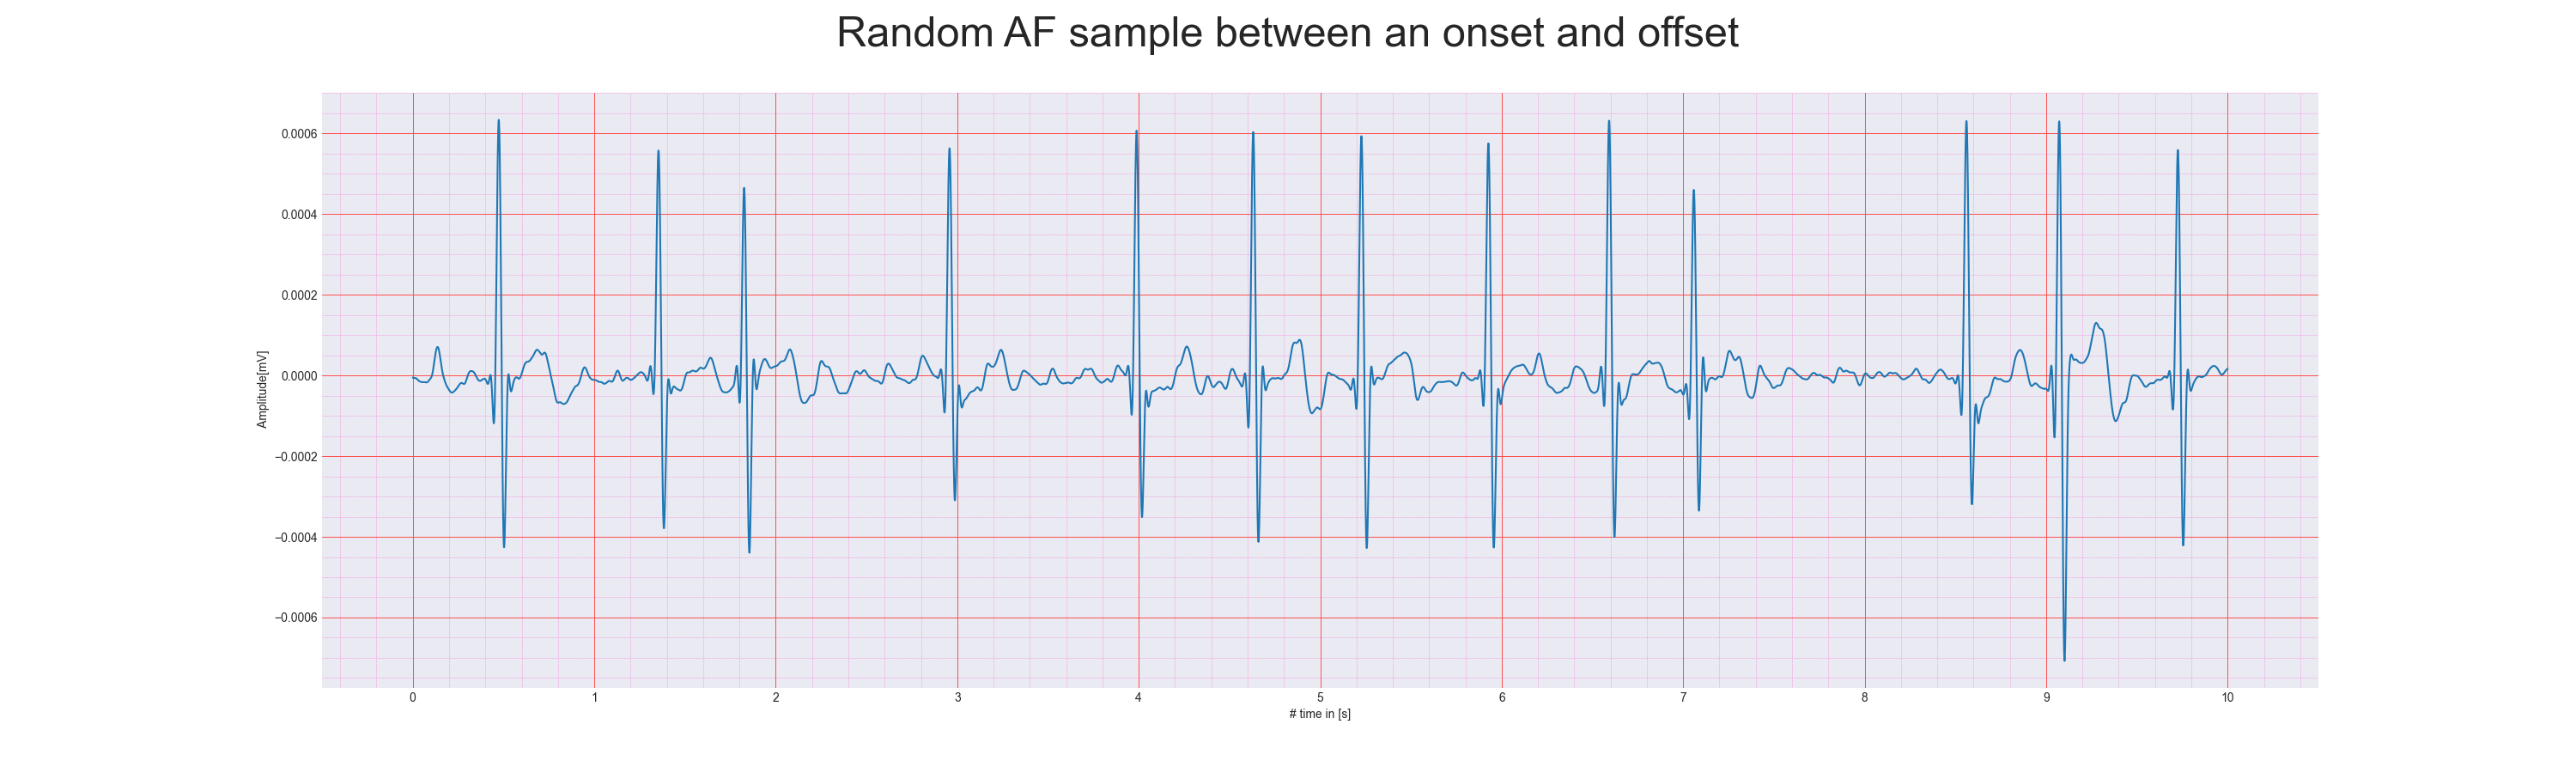 Random AF sample between an onset and offset
0.0006
0.0004
0.0002
0.0000
−0.0002
−0.0004
−0.0006
Amplitude[mV]
0 1 2 3 4 5 6 7 8 9 10
# time in [s]